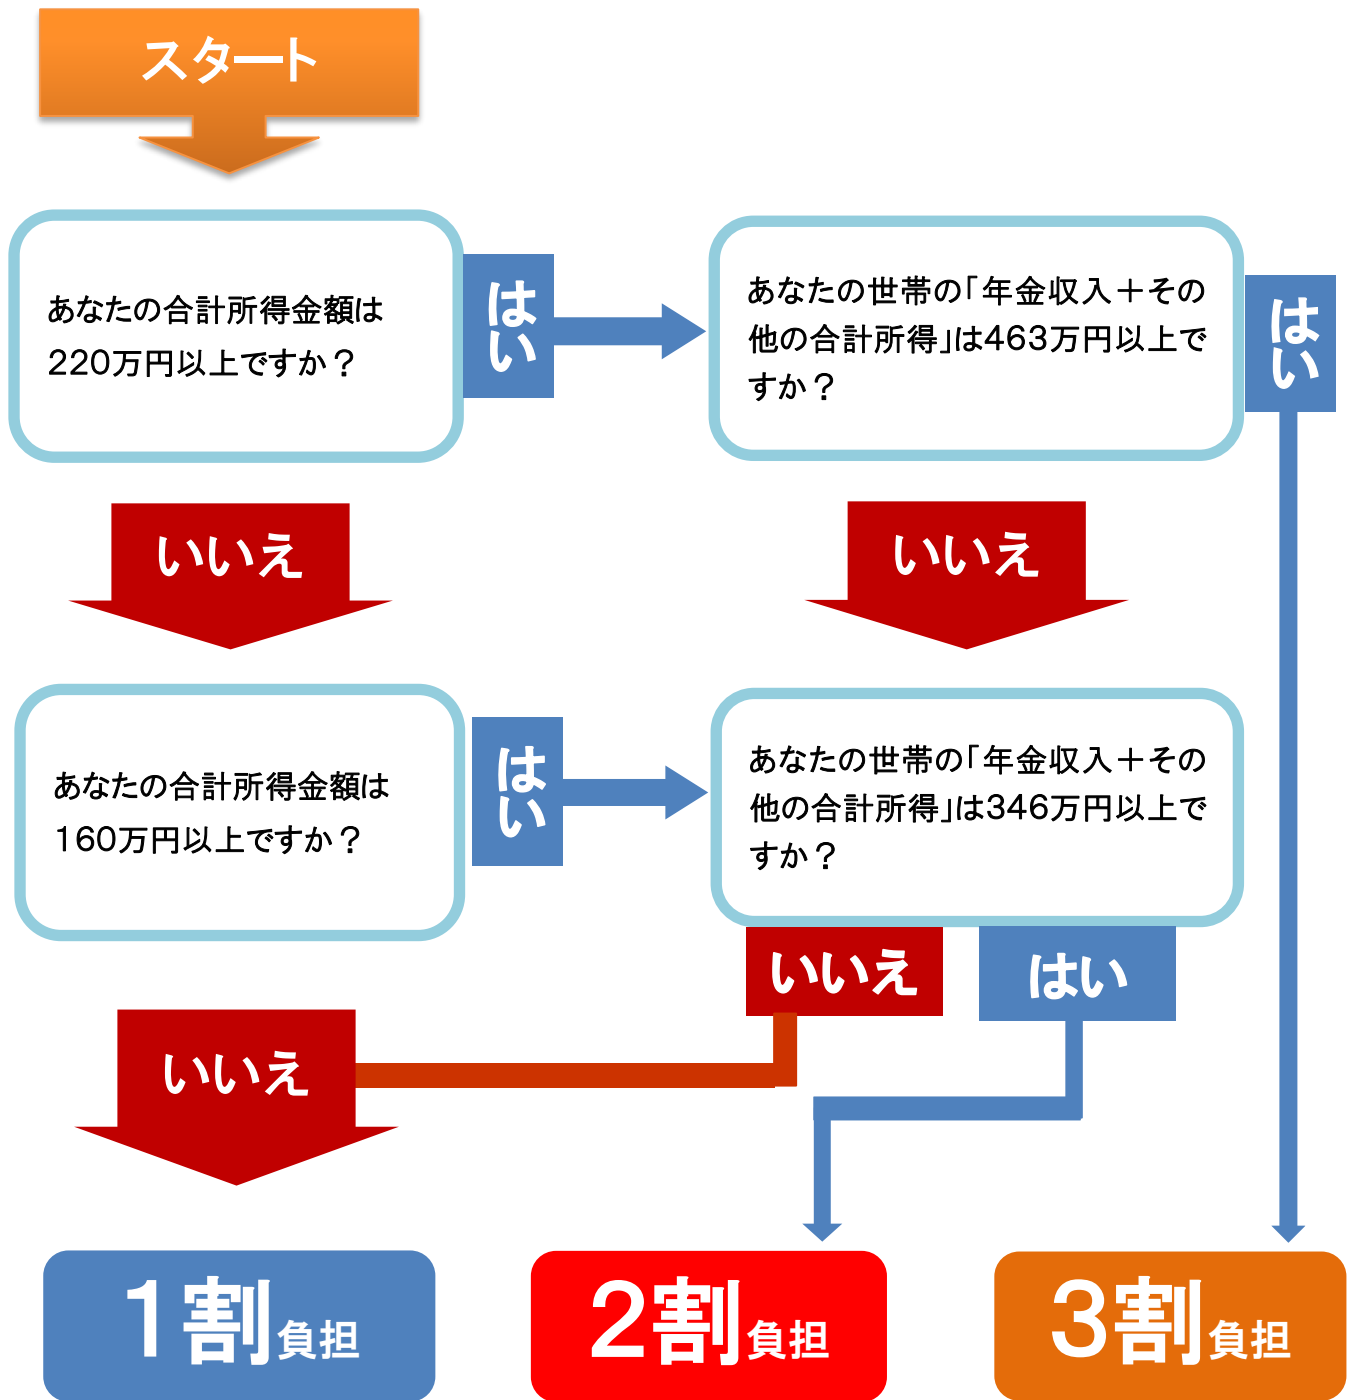 スタート
あなたの合計所得金額は
220万円以上ですか？
はい
あなたの世帯の「年金収入＋その
他の合計所得」は463万円以上で
すか？
はい
いいえ
いいえ
あなたの合計所得金額は
160万円以上ですか？
はい
あなたの世帯の「年金収入＋その
他の合計所得」は346万円以上で
すか？
いいえ
はい
いいえ
1割負担
2割負担
3割負担